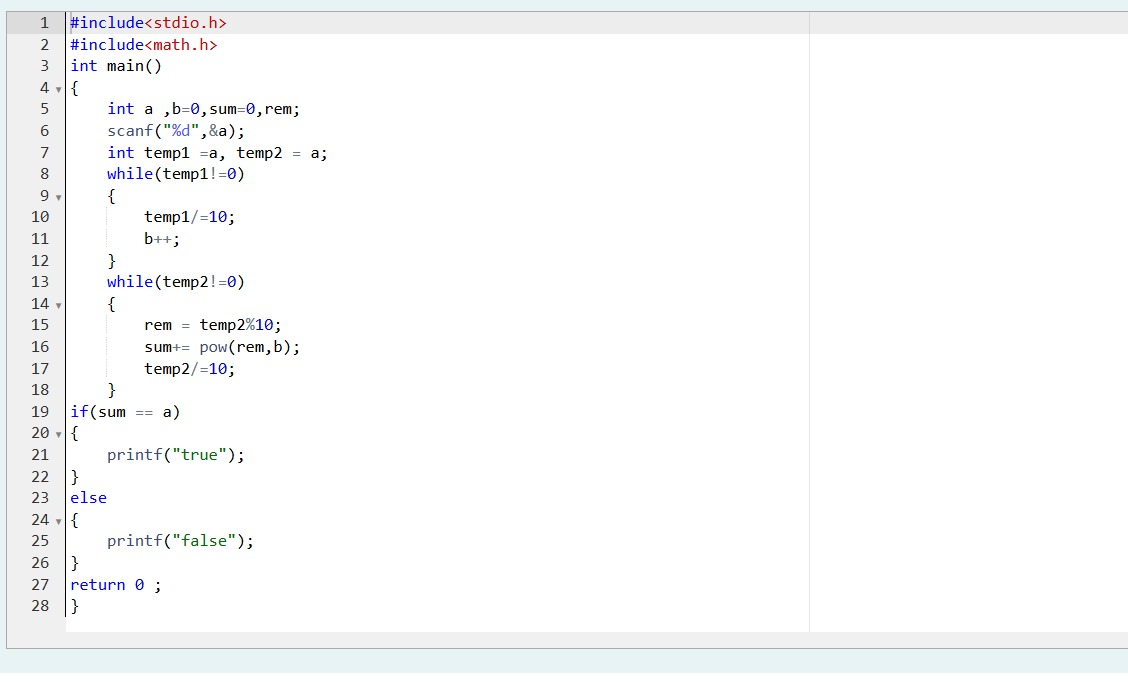 1 #include<stdio.h>
2 #include<math.h>
3 int main()
4 {
5     int a ,b=0,sum=0,rem;
6     scanf("%d",&a);
7     int temp1 =a, temp2 = a;
8     while(temp1!=0)
9     {
10         temp1/=10;
11         b++;
12     }
13     while(temp2!=0)
14     {
15         rem = temp2%10;
16         sum+= pow(rem,b);
17         temp2/=10;
18     }
19 if(sum == a)
20 {
21     printf("true");
22 }
23 else
24 {
25     printf("false");
26 }
27 return 0 ;
28 }